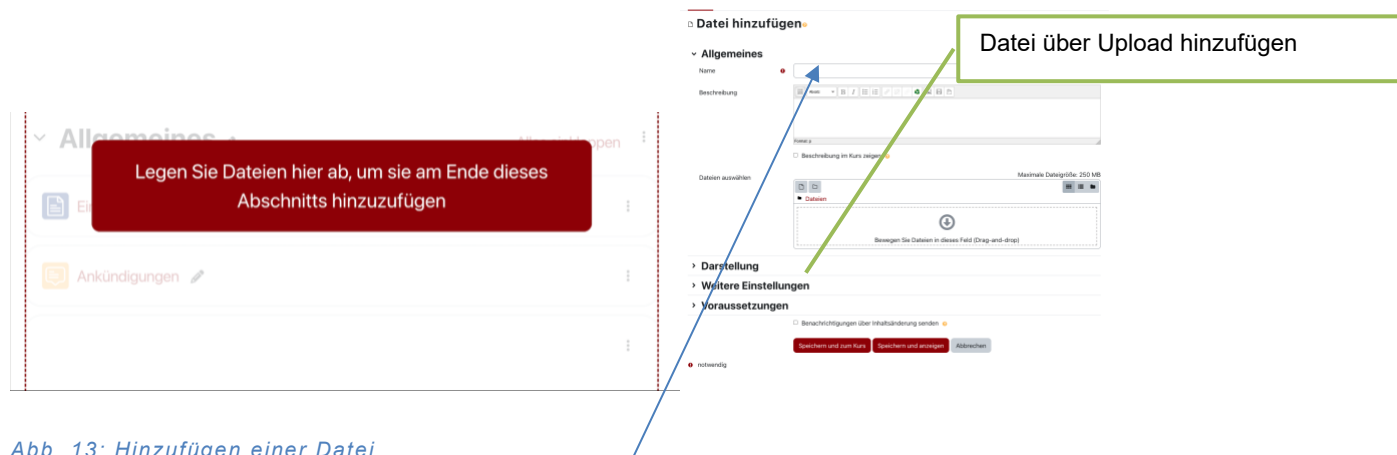 Allgemeines
Legen Sie Dateien hier ab, um sie am Ende dieses
Abschnitts hinzuzufügen
Ankündigungen
Abb. 13: Hinzufügen einer Datei
Datei hinzufügen
Allgemeines
Name
Beschreibung
Beschreibung im Kurs zeigen
Dateien auswählen
Maximale Dateigröße: 250 MB
Dateien
Bewegen Sie Dateien in dieses Feld (Drag-and-drop)
Darstellung
Weitere Einstellungen
Voraussetzungen
Benachrichtigungen über Inhaltsänderung senden
Speichern und zum Kurs Speichern und anzeigen Abbrechen
notwendig
Datei über Upload hinzufügen